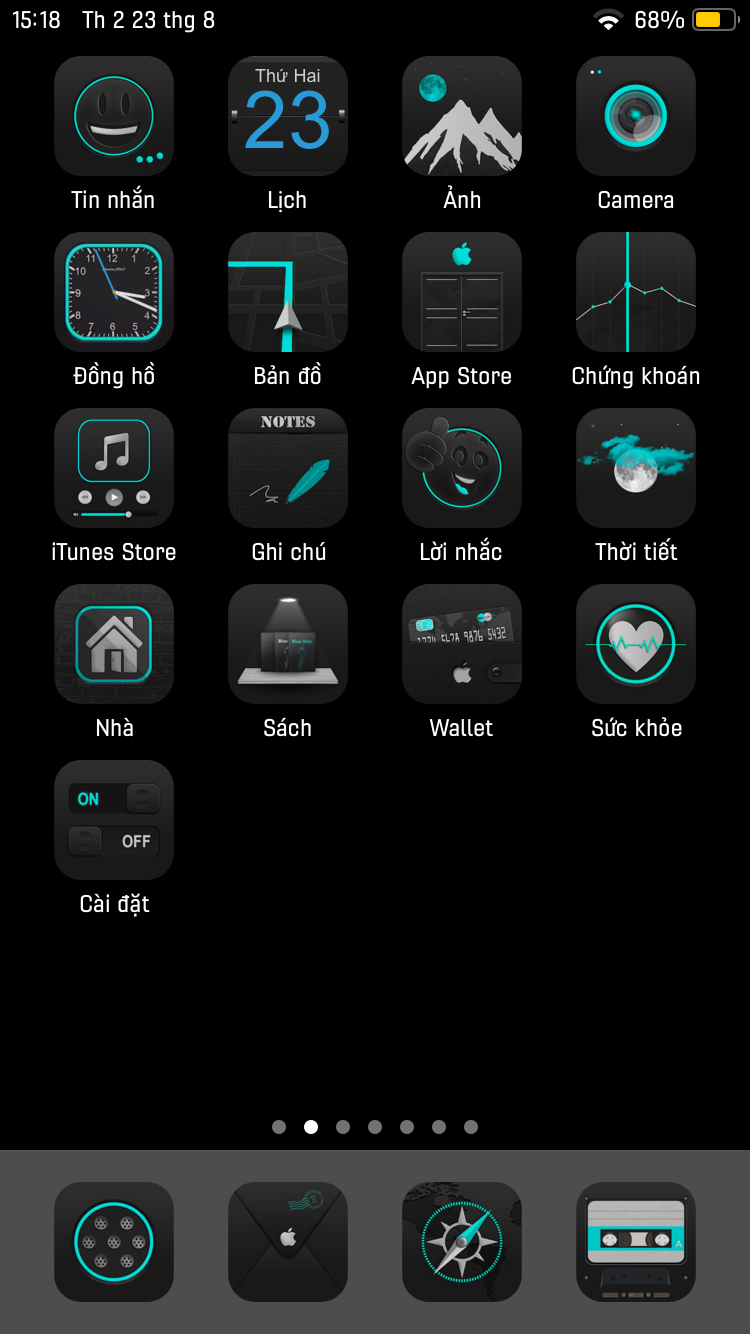 15:18 Th 2 23 thg 8 68%
Thứ Hai
23
Tin nhắn Lịch Ảnh Camera
11 12 1
10 2
9 3
8 4
7 6 5
Đồng hồ Bản đồ App Store Chứng khoán
NOTES
iTunes Store Ghi chú Lời nhắc Thời tiết
1234 567A 9876 5432
Nhà Sách Wallet Sức khỏe
ON
OFF
Cài đặt
A